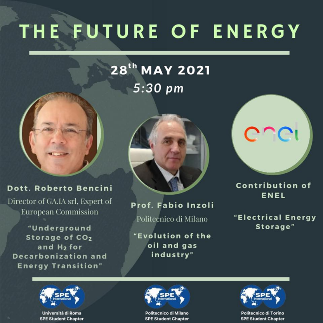 THE FUTURE OF ENERGY
28th MAY 2021
5:30 pm
Dott. Roberto Bencini
Director of GAIA srl, Expert of
European Commission
"Underground
Storage of CO₂
and H₂ for
Decarbonization and
Energy Transition"
Prof. Fabio Inzoli
Politecnico di Milano
"Evolution of the
oil and gas
industry"
enel
Contribution of
ENEL
"Electrical Energy
Storage"
SPE
Università di Roma
SPE Student Chapter
SPE
Politecnico di Milano
SPE Student Chapter
SPE
Politecnico di Torino
SPE Student Chapter